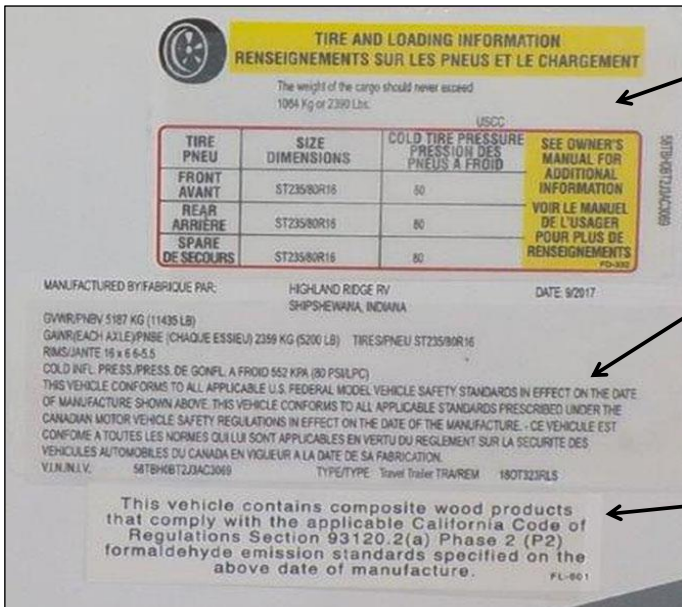 TIRE AND LOADING INFORMATION
RENSEIGNEMENTS SUR LES PNEUS ET LE CHARGEMENT
The weight of the cargo should never exceed
1084 Kg or 2390 Lbs.
USCC
TIRE PNEU SIZE DIMENSIONS COLD TIRE PRESSURE PRESSION DES PNEUS A FROID
FRONT AVANT ST235/80R16 80
REAR ARRIÈRE ST235/80R16 80
SPARE DE SECOURS ST235/80R16 80
SEE OWNER'S
MANUAL FOR
ADDITIONAL
INFORMATION
VOIR LE MANUEL
DE L'USAGER
POUR PLUS DE
RENSEIGNEMENTS
58TBH0BT2J3AC3069
MANUFACTURED BY/FABRIQUE PAR: HIGHLAND RIDGE RV DATE: 9/2017
SHIPSHEWANA, INDIANA
GVWR/PNBV 5187 KG (11435 LB)
GAWR(EACH AXLE)/PNBE (CHAQUE ESSIEU) 2359 KG (5200 LB) TIRES/PNEU ST235/80R16
RIMS/JANTE 16 x 6 6-5.5
COLD INFL. PRESS./PRESS. DE GONFL. A FROID 552 KPA (80 PSI/LPC)
THIS VEHICLE CONFORMS TO ALL APPLICABLE U.S. FEDERAL MODEL VEHICLE SAFETY STANDARDS IN EFFECT ON THE DATE
OF MANUFACTURE SHOWN ABOVE. THIS VEHICLE CONFORMS TO ALL APPLICABLE STANDARDS PRESCRIBED UNDER THE
CANADIAN MOTOR VEHICLE SAFETY REGULATIONS IN EFFECT ON THE DATE OF THE MANUFACTURE. - CE VEHICULE EST
CONFOME A TOUTES LES NORMES QUI LUI SONT APPLICABLES EN VERTU DU REGLEMENT SUR LA SECURITE DES
VEHICULES AUTOMOBILES DU CANADA EN VIGUEUR A LA DATE DE SA FABRICATION.
V.I.N./N.I.V. 58TBH0BT2J3AC3069 TYPE/TYPE Travel Trailer TRA/REM 18OT323RLS
This vehicle contains composite wood products
that comply with the applicable California Code of
Regulations Section 93120.2(a) Phase 2 (P2)
formaldehyde emission standards specified on the
above date of manufacture.